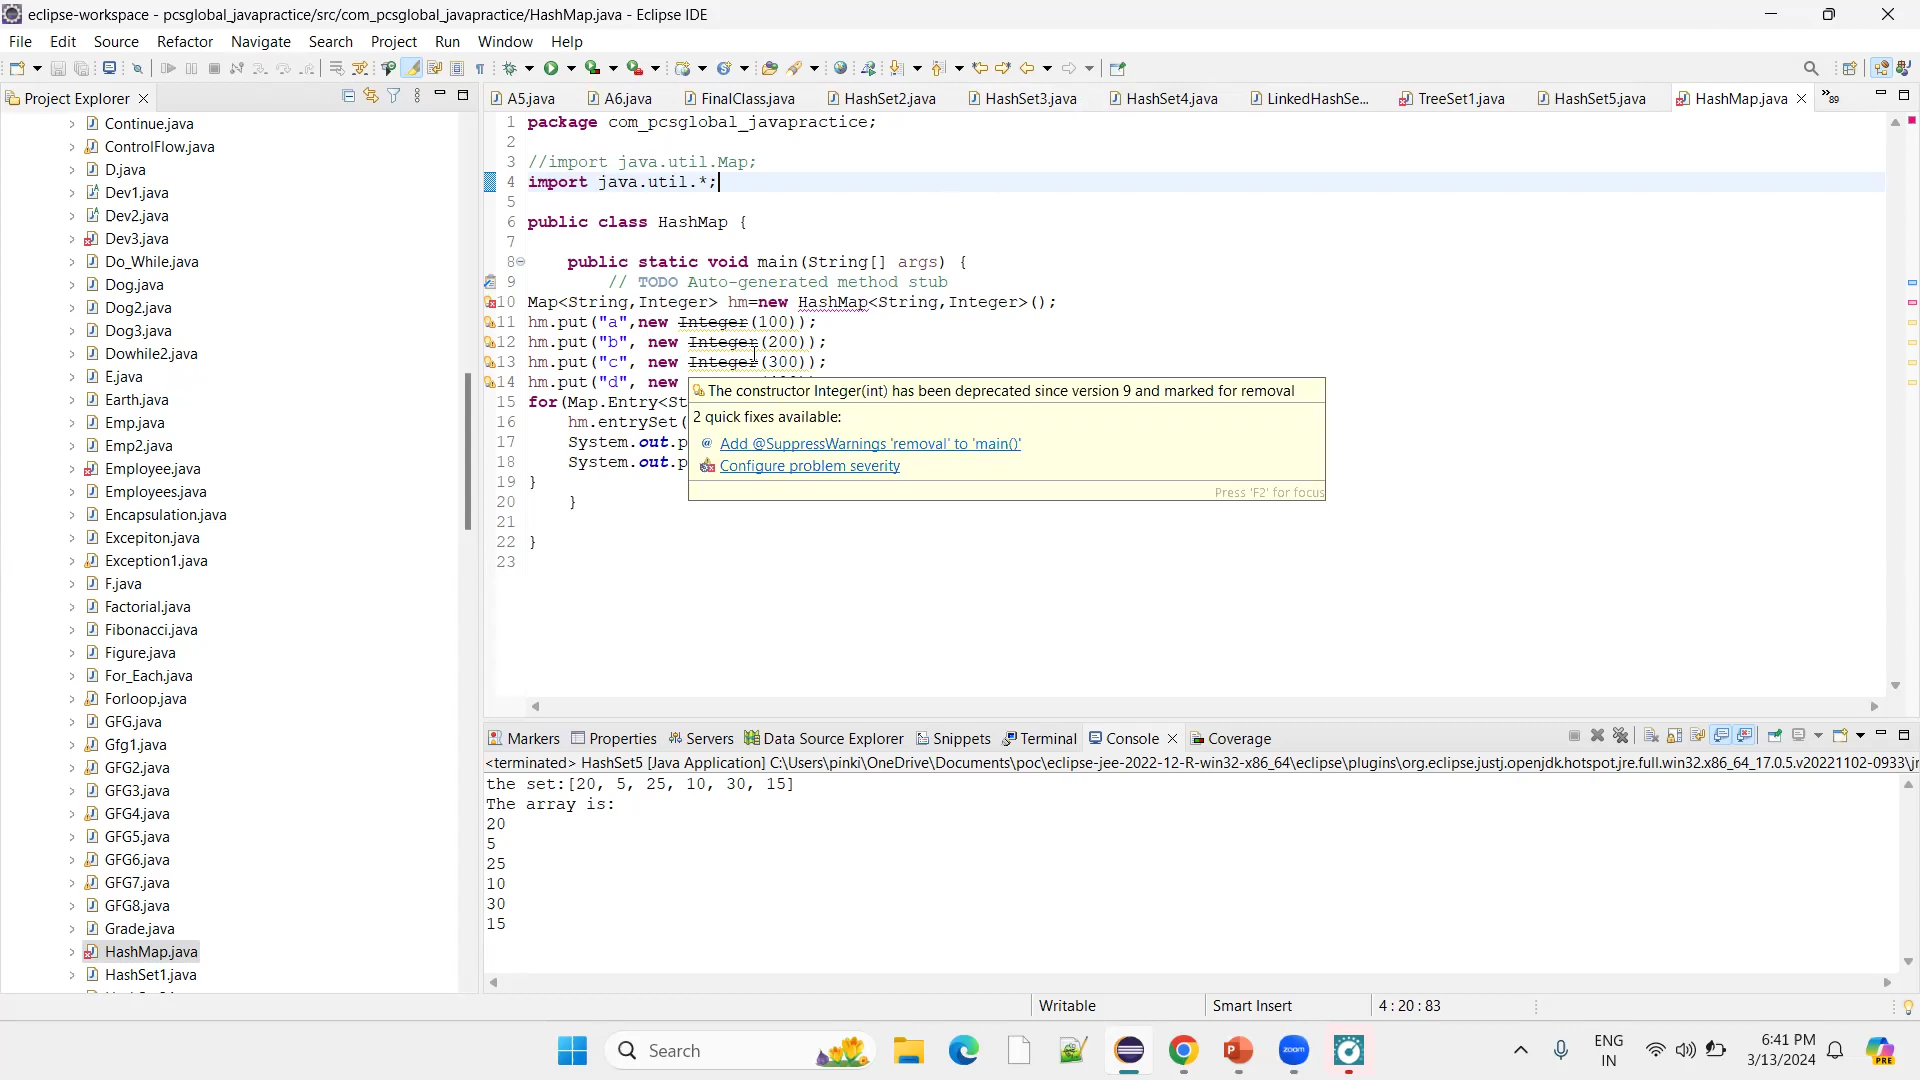 eclipse-workspace - pcsglobal_javapractice/src/com_pcsglobal_javapractice/HashMap.java - Eclipse IDE
File Edit Source Refactor Navigate Search Project Run Window Help
Project Explorer
A5.java A6.java FinalClass.java HashSet2.java HashSet3.java HashSet4.java LinkedHashSe... TreeSet1.java HashSet5.java HashMap.java »89
Continue.java
ControlFlow.java
D.java
Dev1.java
Dev2.java
Dev3.java
Do_While.java
Dog.java
Dog2.java
Dog3.java
Dowhile2.java
E.java
Earth.java
Emp.java
Emp2.java
Employee.java
Employees.java
Encapsulation.java
Excepiton.java
Exception1.java
F.java
Factorial.java
Fibonacci.java
Figure.java
For_Each.java
Forloop.java
GFG.java
Gfg1.java
GFG2.java
GFG3.java
GFG4.java
GFG5.java
GFG6.java
GFG7.java
GFG8.java
Grade.java
HashMap.java
HashSet1.java
1 package com_pcsglobal_javapractice;
2
3 //import java.util.Map;
4 import java.util.*;
5
6 public class HashMap {
7
8 public static void main(String[] args) {
9 // TODO Auto-generated method stub
10 Map<String,Integer> hm=new HashMap<String,Integer>();
11 hm.put("a",new Integer(100));
12 hm.put("b", new Integer(200));
13 hm.put("c", new Integer(300));
14 hm.put("d", new
15 for(Map.Entry<St
16 hm.entrySet(
17 System.out.p
18 System.out.p
19 }
20 }
21
22 }
23
The constructor Integer(int) has been deprecated since version 9 and marked for removal
2 quick fixes available:
Add @SuppressWarnings 'removal' to 'main()'
Configure problem severity
Press 'F2' for focus
Markers Properties Servers Data Source Explorer Snippets Terminal Console Coverage
<terminated> HashSet5 [Java Application] C:\Users\pinki\OneDrive\Documents\poc\eclipse-jee-2022-12-R-win32-x86_64\eclipse\plugins\org.eclipse.justj.openjdk.hotspot.jre.full.win32.x86_64_17.0.5.v20221102-0933\jr
the set:[20, 5, 25, 10, 30, 15]
The array is:
20
5
25
10
30
15
Writable Smart Insert 4 : 20 : 83
Search
zoom
ENG
IN
6:41 PM
3/13/2024
PRE